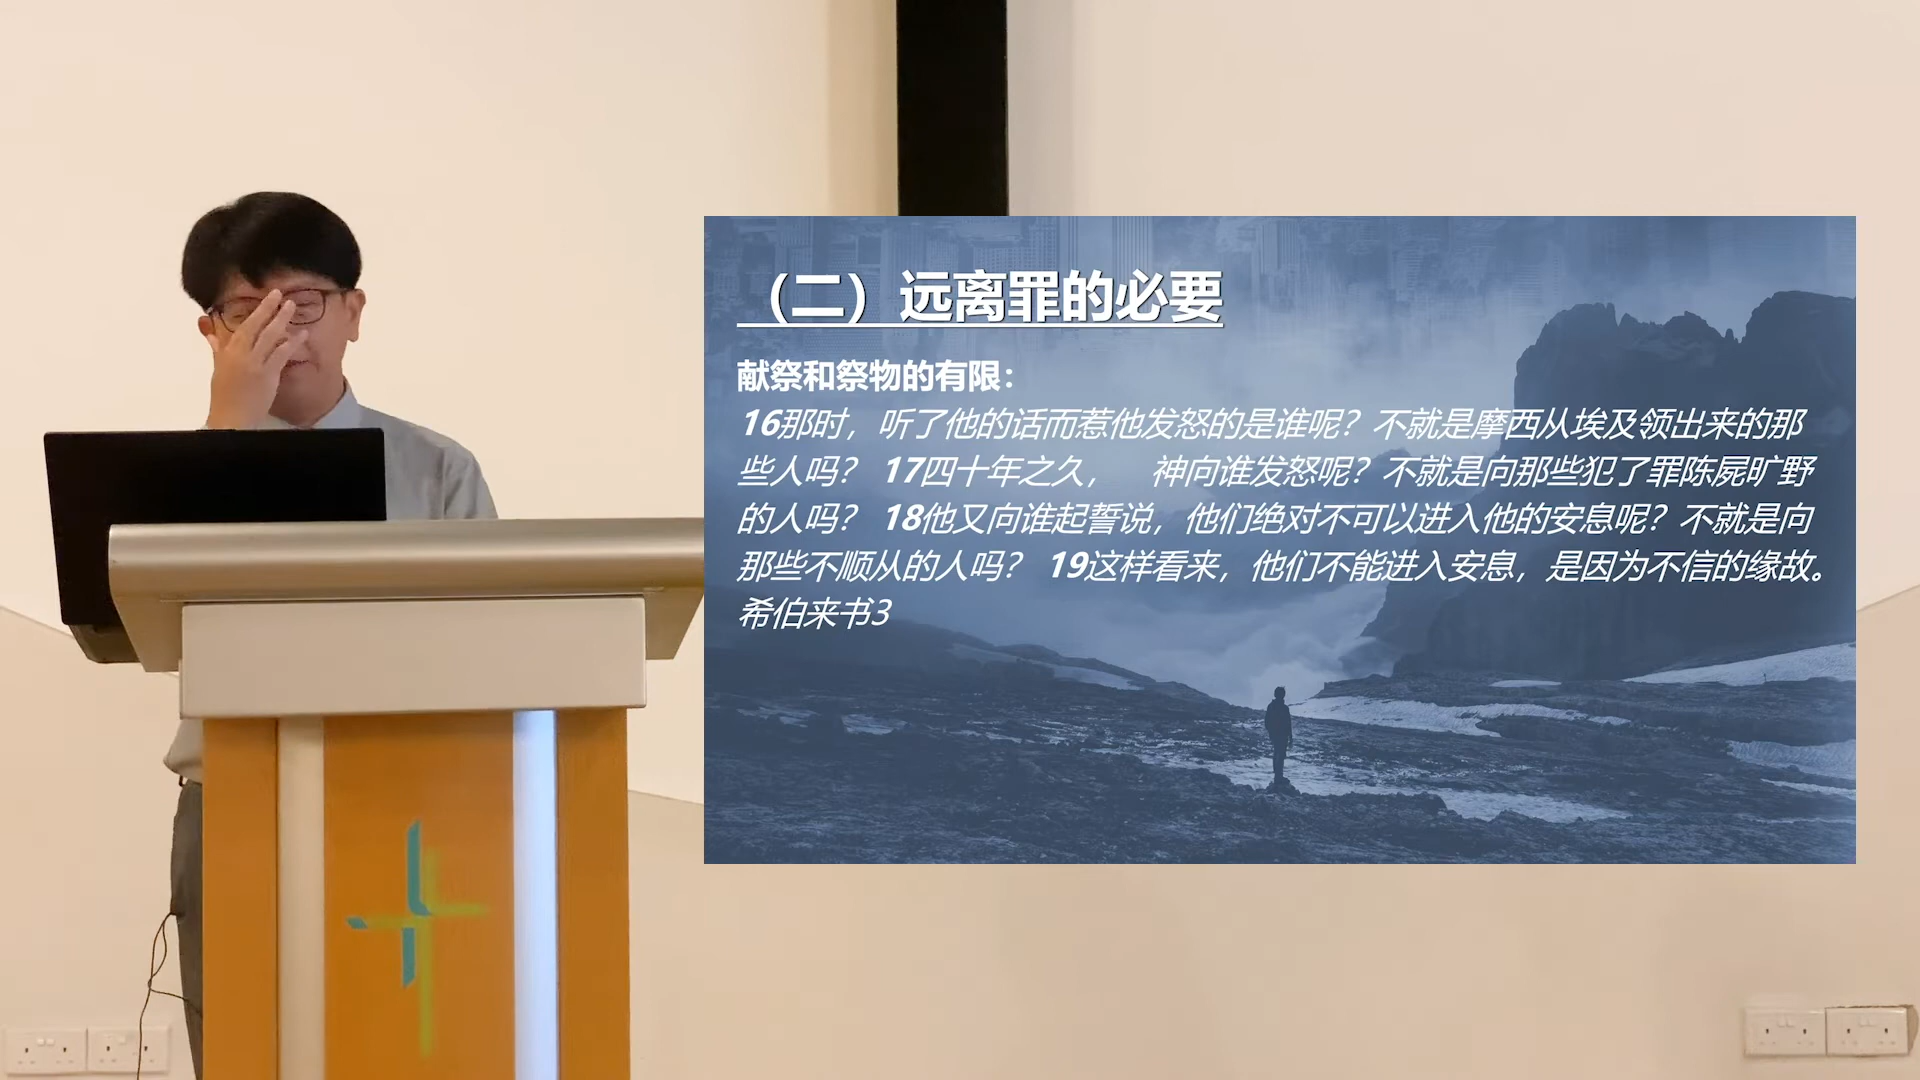 （二）远离罪的必要
献祭和祭物的有限：
16那时，听了他的话而惹他发怒的是谁呢？不就是摩西从埃及领出来的那
些人吗？ 17四十年之久，　神向谁发怒呢？不就是向那些犯了罪陈屍旷野
的人吗？ 18他又向谁起誓说，他们绝对不可以进入他的安息呢？不就是向
那些不顺从的人吗？ 19这样看来，他们不能进入安息，是因为不信的缘故。
希伯来书3